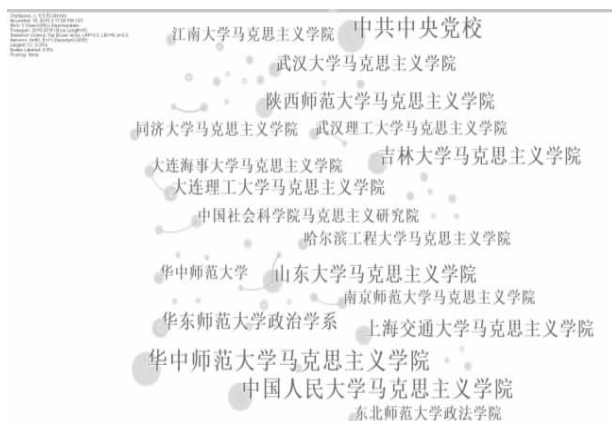 江南大学马克思主义学院
中共中央党校
武汉大学马克思主义学院
陕西师范大学马克思主义学院
同济大学马克思主义学院
武汉理工大学马克思主义学院
吉林大学马克思主义学院
大连海事大学马克思主义学院
大连理工大学马克思主义学院
中国社会科学院马克思主义研究院
哈尔滨工程大学马克思主义学院
华中师范大学
山东大学马克思主义学院
南京师范大学马克思主义学院
华东师范大学政治学系
上海交通大学马克思主义学院
华中师范大学马克思主义学院
中国人民大学马克思主义学院
东北师范大学政法学院